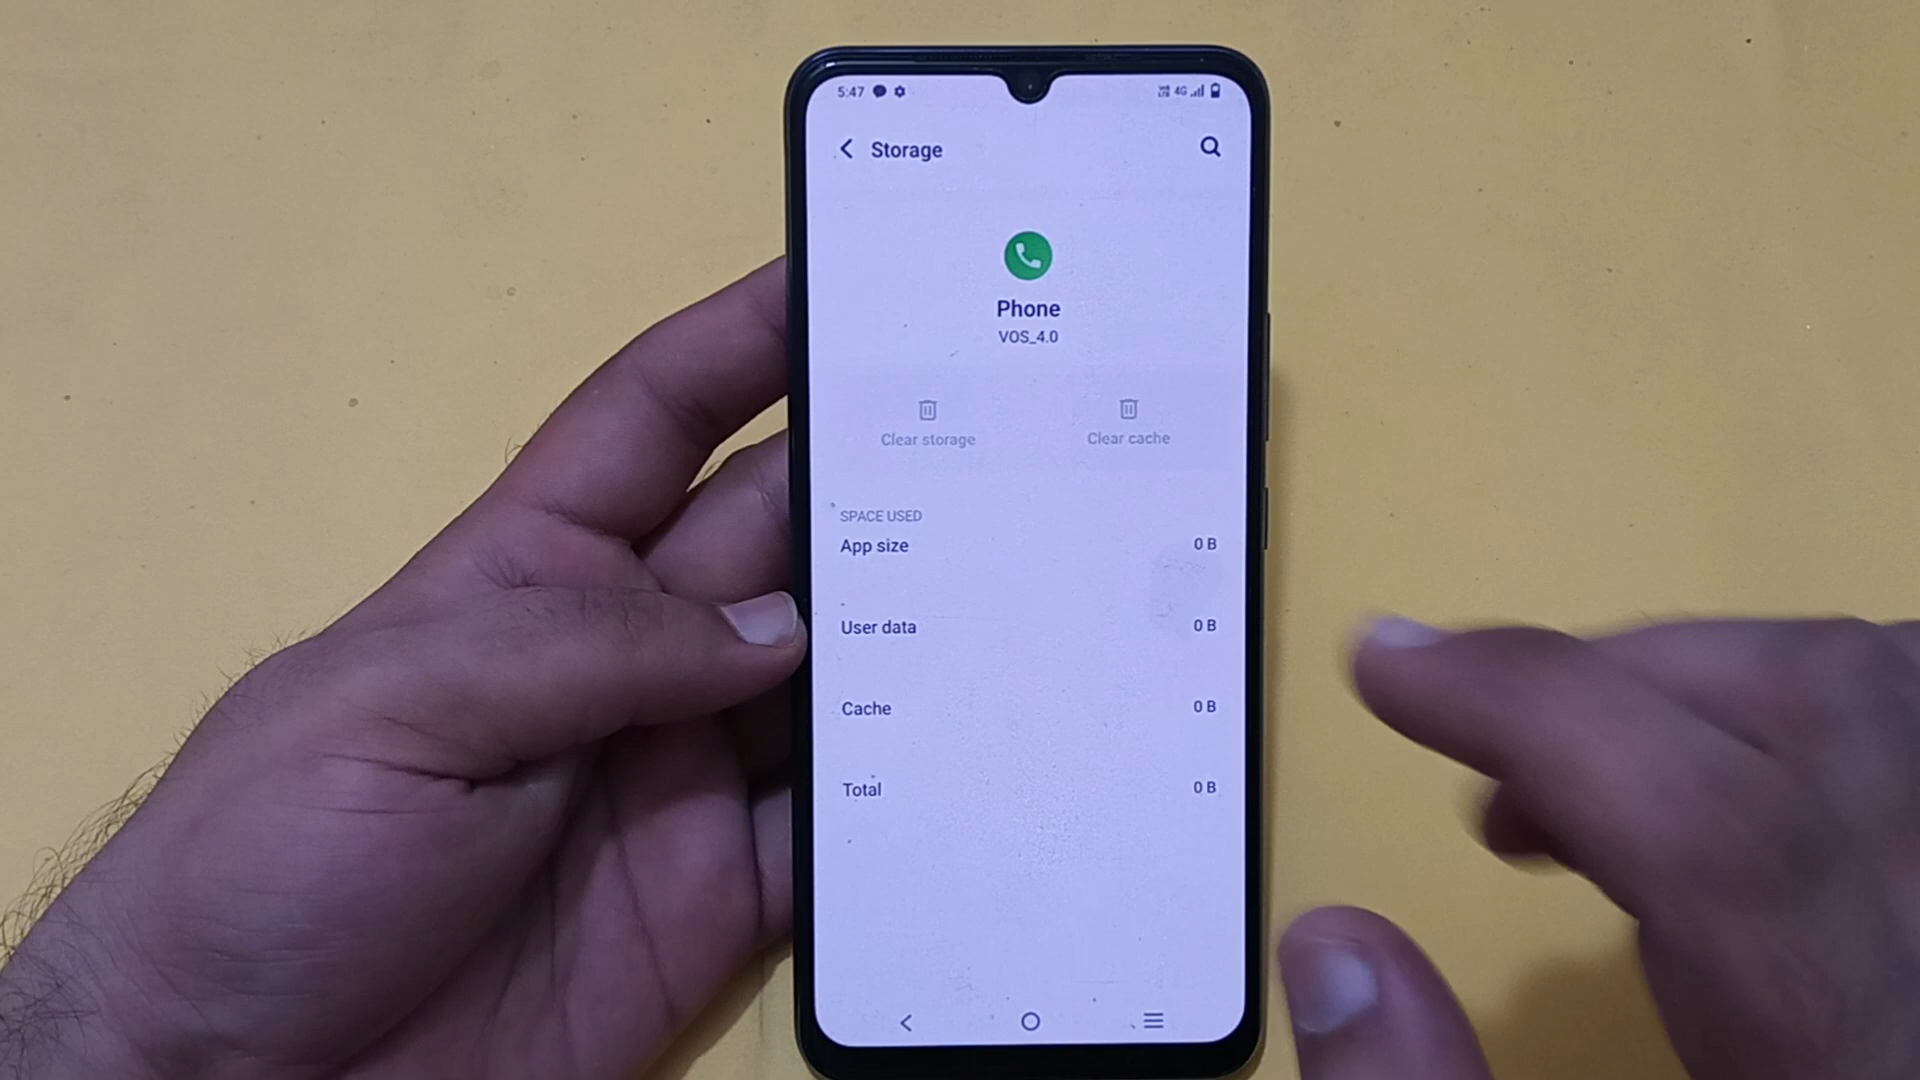 5:47 4G
Storage
Phone
VOS_4.0
Clear storage Clear cache
SPACE USED
App size 0 B
User data 0 B
Cache 0 B
Total 0 B